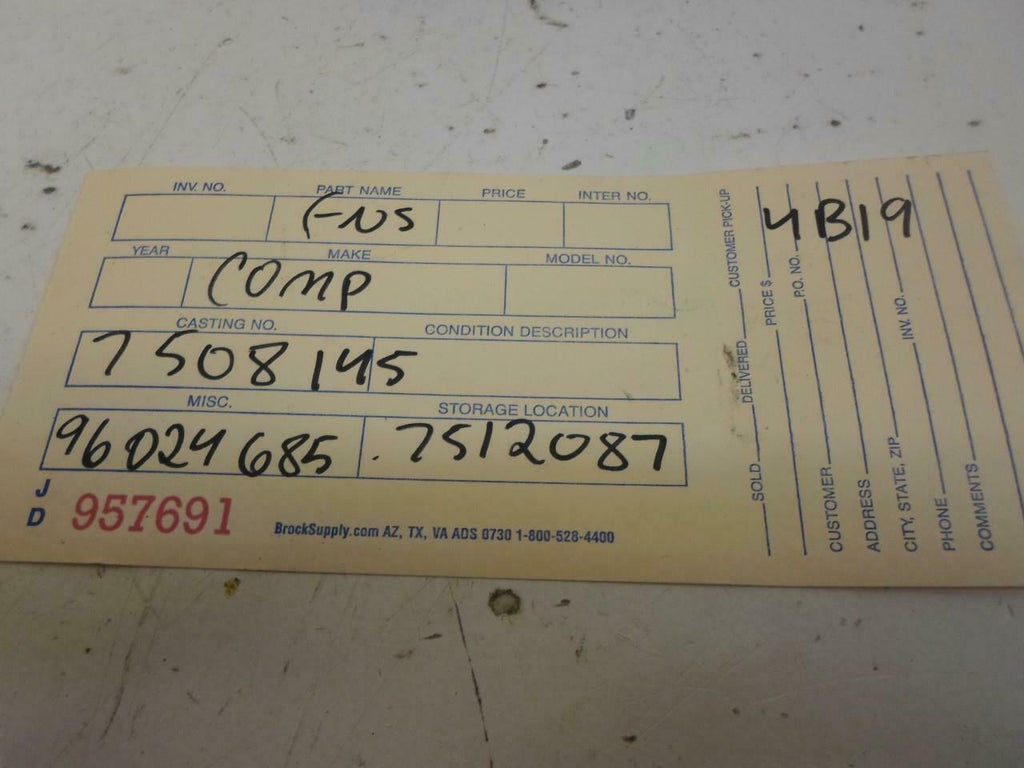 INV. NO. PART NAME PRICE INTER NO.
ENS
YEAR MAKE MODEL NO.
COMP
CASTING NO. CONDITION DESCRIPTION
7508145
MISC. STORAGE LOCATION
96D24685 .7512087
J
D
957691
BrockSupply.com AZ, TX, VA ADS 0730 1-800-528-4400
4B19
SOLD DELIVERED CUSTOMER PICK-UP
PRICE $
P.O. NO.
CUSTOMER
ADDRESS
CITY, STATE, ZIP INV. NO.
PHONE
COMMENTS